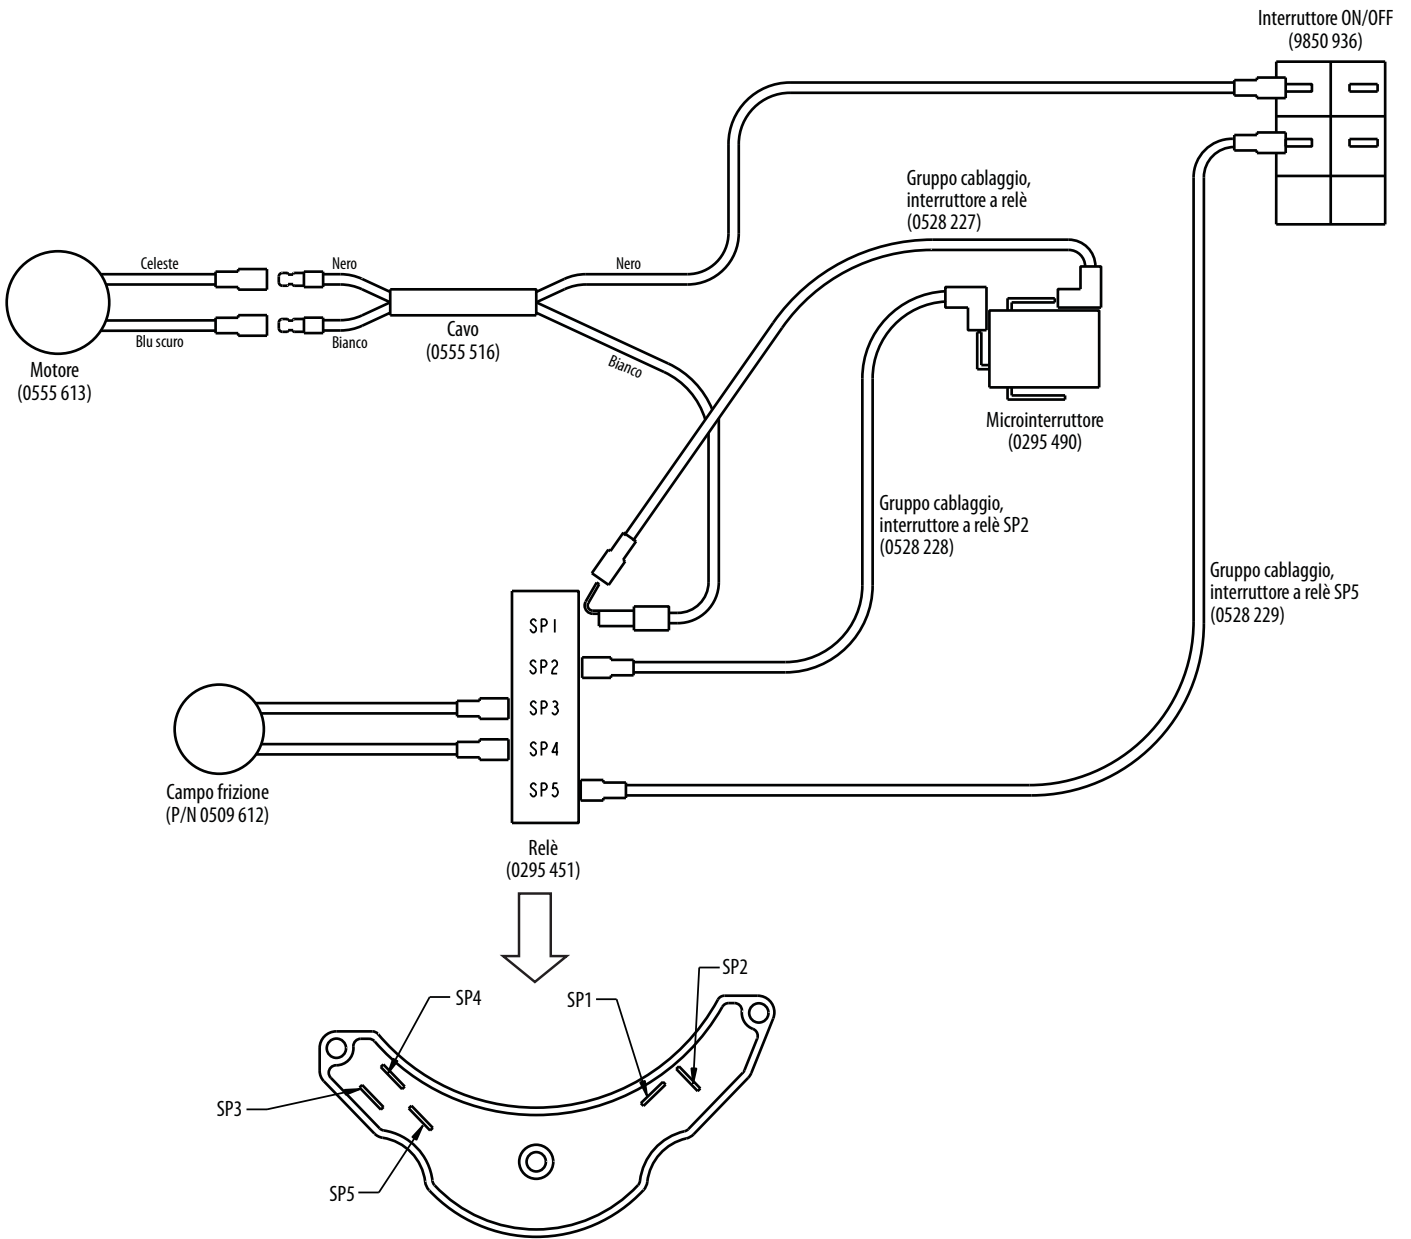 Interruttore ON/OFF
(9850 936)
Gruppo cablaggio,
interruttore a relè
(0528 227)
Celeste
Nero
Nero
Blu scuro
Bianco
Cavo
(0555 516)
Bianco
Motore
(0555 613)
Microinterruttore
(0295 490)
Gruppo cablaggio,
interruttore a relè SP2
(0528 228)
Gruppo cablaggio,
interruttore a relè SP5
(0528 229)
SP1
SP2
SP3
SP4
SP5
Campo frizione
(P/N 0509 612)
Relè
(0295 451)
SP2
SP4
SP1
SP3
SP5